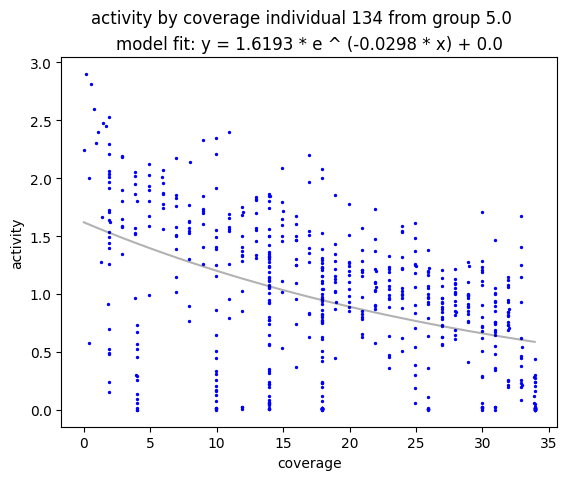 activity by coverage individual 134 from group 5.0
model fit: y = 1.6193 * e ^ (-0.0298 * x) + 0.0
3.0
2.5
2.0
1.5
1.0
0.5
0.0
activity
0 5 10 15 20 25 30 35
coverage